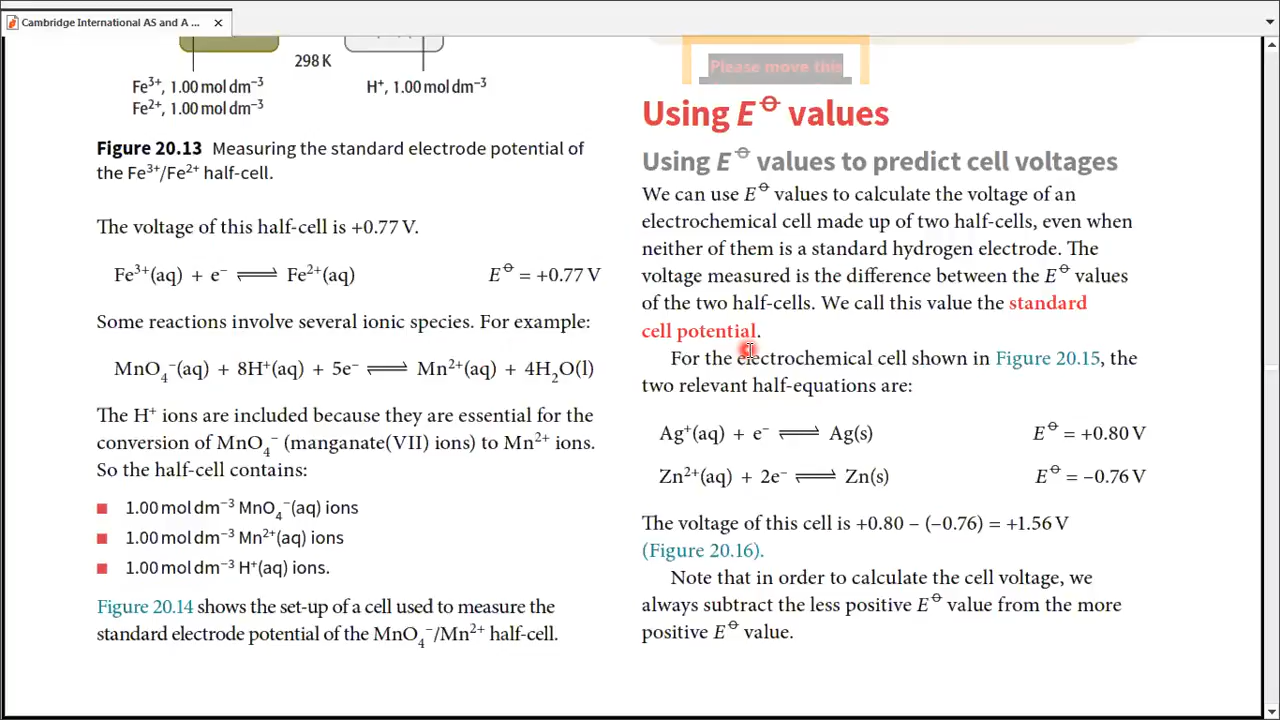 Cambridge International AS and A ...
298 K
Fe³⁺, 1.00 mol dm⁻³
Fe²⁺, 1.00 mol dm⁻³
H⁺, 1.00 mol dm⁻³
Figure 20.13 Measuring the standard electrode potential of
the Fe³⁺/Fe²⁺ half-cell.
The voltage of this half-cell is +0.77 V.
Fe³⁺(aq) + e⁻ ⇌ Fe²⁺(aq) E⦵ = +0.77 V
Some reactions involve several ionic species. For example:
MnO₄⁻(aq) + 8H⁺(aq) + 5e⁻ ⇌ Mn²⁺(aq) + 4H₂O(l)
The H⁺ ions are included because they are essential for the
conversion of MnO₄⁻ (manganate(VII) ions) to Mn²⁺ ions.
So the half-cell contains:
■ 1.00 mol dm⁻³ MnO₄⁻(aq) ions
■ 1.00 mol dm⁻³ Mn²⁺(aq) ions
■ 1.00 mol dm⁻³ H⁺(aq) ions.
Figure 20.14 shows the set-up of a cell used to measure the
standard electrode potential of the MnO₄⁻/Mn²⁺ half-cell.
Please move this
Using E⦵ values
Using E⦵ values to predict cell voltages
We can use E⦵ values to calculate the voltage of an
electrochemical cell made up of two half-cells, even when
neither of them is a standard hydrogen electrode. The
voltage measured is the difference between the E⦵ values
of the two half-cells. We call this value the standard
cell potential.
For the electrochemical cell shown in Figure 20.15, the
two relevant half-equations are:
Ag⁺(aq) + e⁻ ⇌ Ag(s) E⦵ = +0.80 V
Zn²⁺(aq) + 2e⁻ ⇌ Zn(s) E⦵ = −0.76 V
The voltage of this cell is +0.80 − (−0.76) = +1.56 V
(Figure 20.16).
Note that in order to calculate the cell voltage, we
always subtract the less positive E⦵ value from the more
positive E⦵ value.